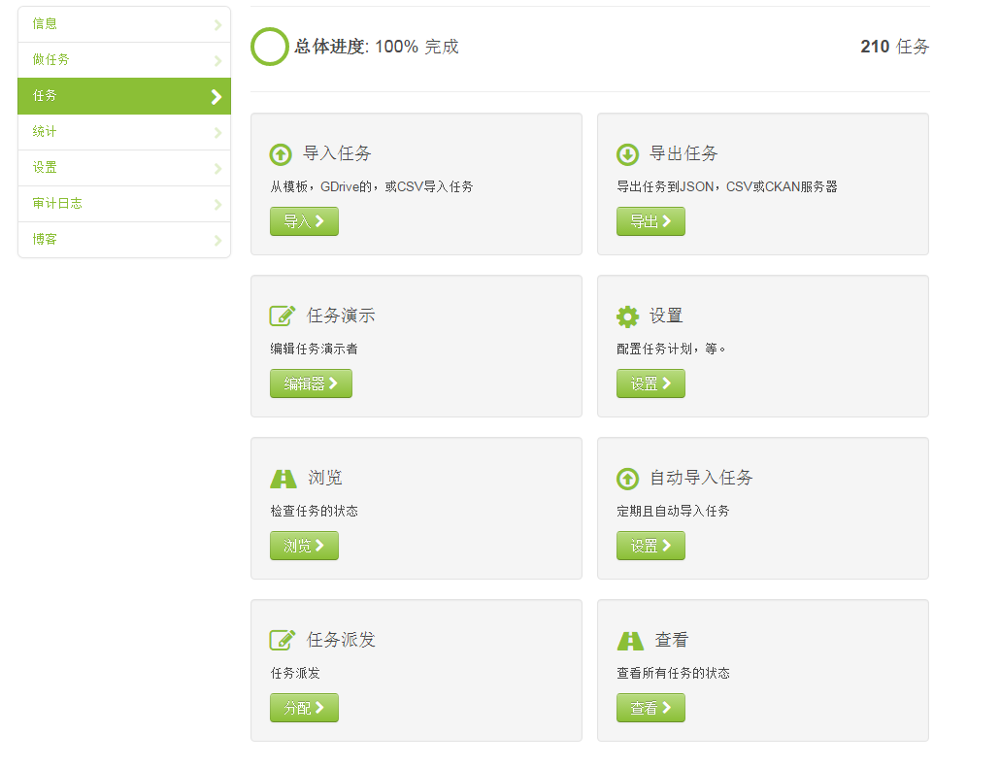 信息
做任务
任务
统计
设置
审计日志
博客
总体进度: 100% 完成
210 任务
导入任务
从模板，GDrive的，或CSV导入任务
导入
导出任务
导出任务到JSON，CSV或CKAN服务器
导出
任务演示
编辑任务演示者
编辑器
设置
配置任务计划，等。
设置
浏览
检查任务的状态
浏览
自动导入任务
定期且自动导入任务
设置
任务派发
任务派发
分配
查看
查看所有任务的状态
查看